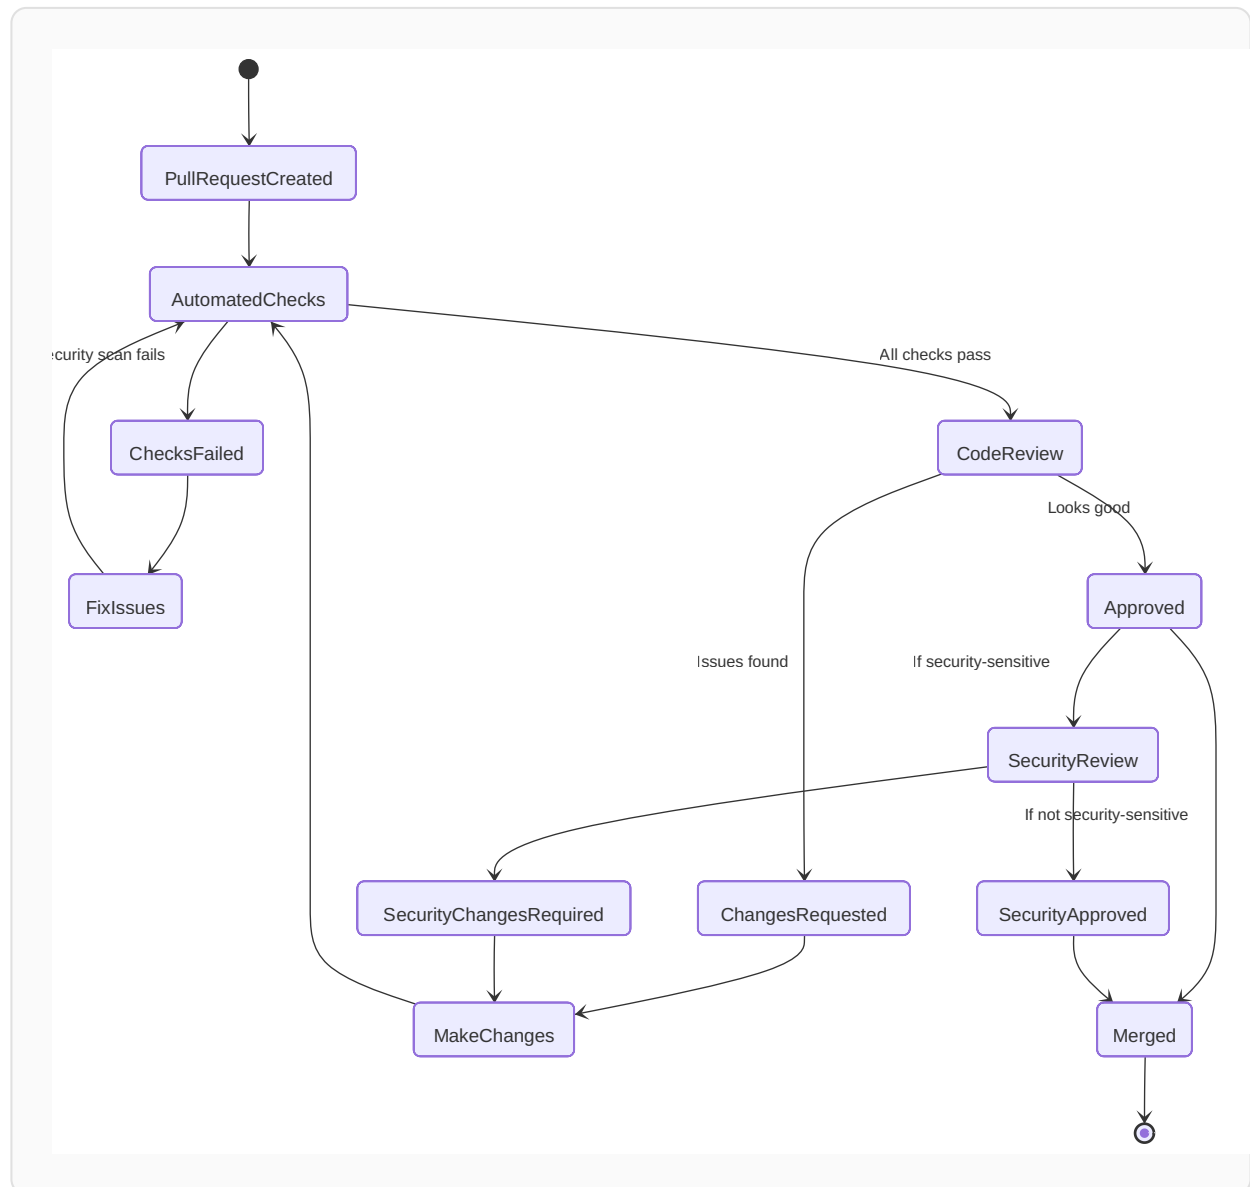 PullRequestCreated
AutomatedChecks
scan fails
All checks pass
ChecksFailed
CodeReview
Looks good
FixIssues
Approved
Issues found
If security-sensitive
SecurityReview
If not security-sensitive
SecurityChangesRequired
ChangesRequested
SecurityApproved
MakeChanges
Merged